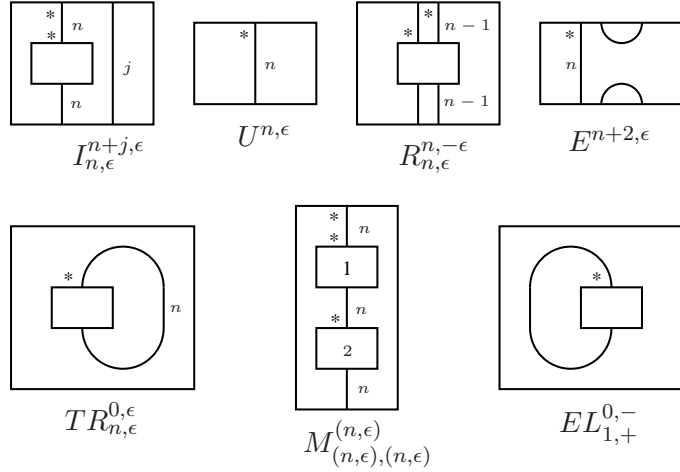 * n * j n
* n
* * n − 1 n − 1
* n
I^{n+j,ϵ}_{n,ϵ} U^{n,ϵ} R^{n,−ϵ}_{n,ϵ} E^{n+2,ϵ}
* n
* * n 1 n * 2 n
*
TR^{0,ϵ}_{n,ϵ} M^{(n,ϵ)}_{(n,ϵ),(n,ϵ)} EL^{0,−}_{1,+}